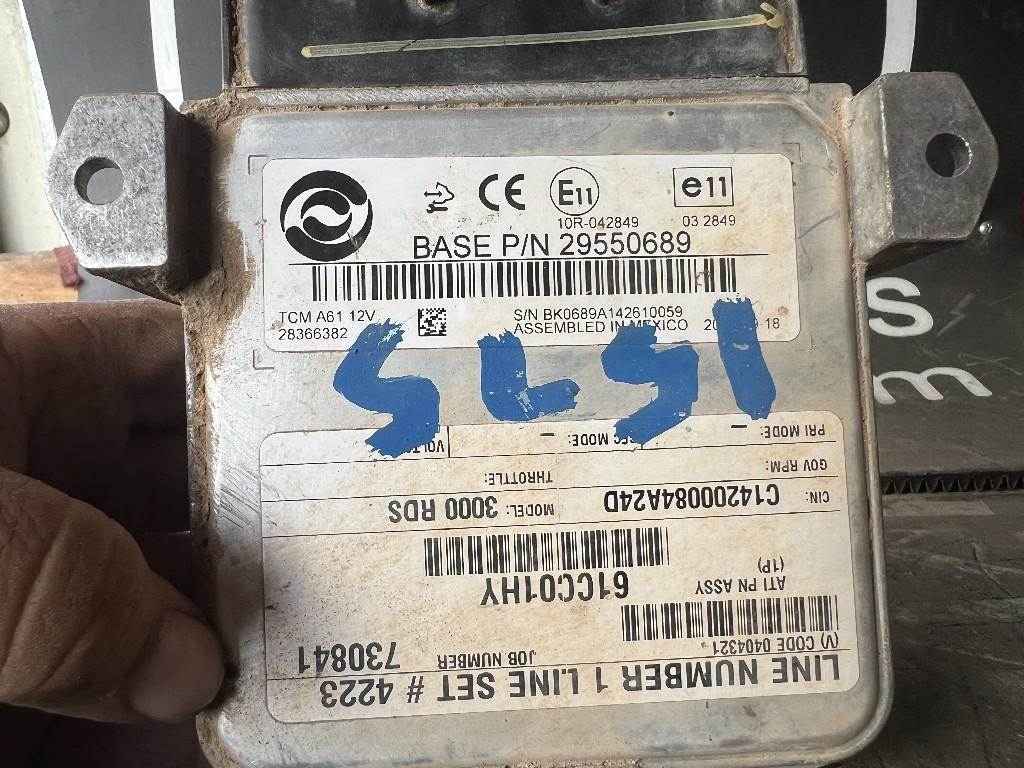 CE E11 e11
10R-042849 03 2849
BASE P/N 29550689
TCM A61 12V S/N BK0689A142610059
28366382 ASSEMBLED IN MEXICO 18
LINE NUMBER 1 LINE SET # 4223
(V) CODE 0404321 JOB NUMBER 730841
ATI PN ASSY 61CC01HY
(1P)
CIN: C14200084A24D MODEL: 3000 RDS
GOV RPM: THROTTLE:
PRI MODE: – MODE: –
s
m